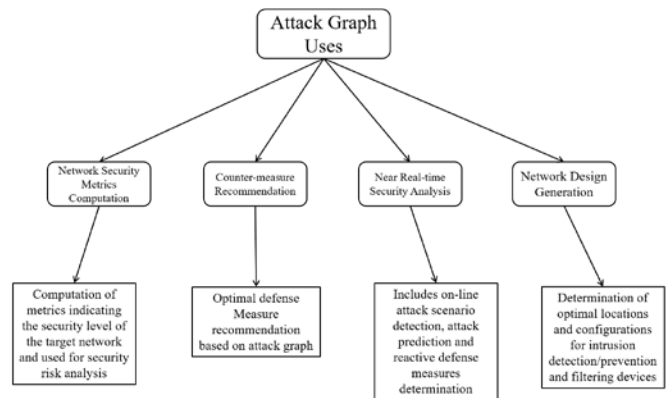 Attack Graph
Uses
Network Security
Metrics
Computation
Counter-measure
Recommendation
Near Real-time
Security Analysis
Network Design
Generation
Computation of
metrics indicating
the security level of
the target network
and used for security
risk analysis
Optimal defense
Measure
recommendation
based on attack graph
Includes on-line
attack scenario
detection, attack
prediction and
reactive defense
measures
determination
Determination of
optimal locations
and configurations
for intrusion
detection/prevention
and filtering devices